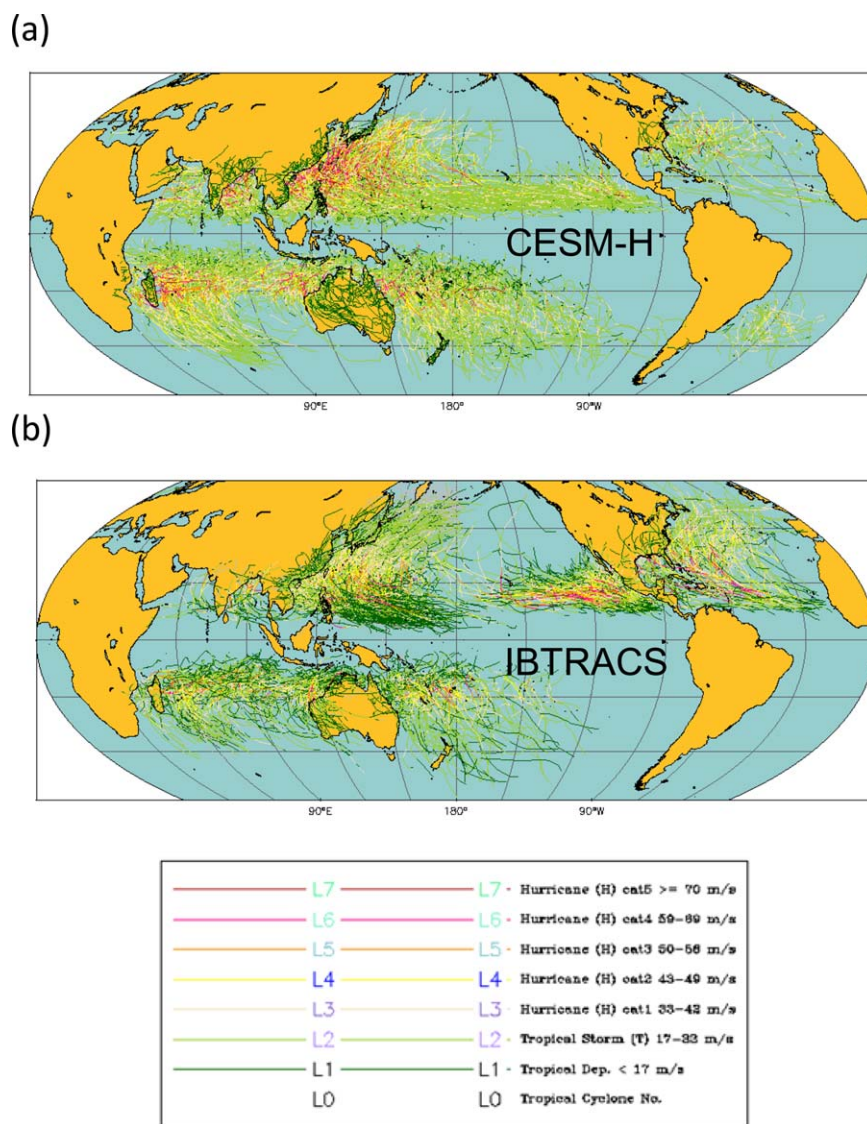 (a)
CESM-H
90°E 180° 90°W
(b)
IBTRACS
90°E 180° 90°W
L7 L7 Hurricane (H) cat5 >= 70 m/s
L6 L6 Hurricane (H) cat4 59-69 m/s
L5 L5 Hurricane (H) cat3 50-58 m/s
L4 L4 Hurricane (H) cat2 43-49 m/s
L3 L3 Hurricane (H) cat1 33-42 m/s
L2 L2 Tropical Storm (T) 17-32 m/s
L1 L1 Tropical Dep. < 17 m/s
L0 L0 Tropical Cyclone No.